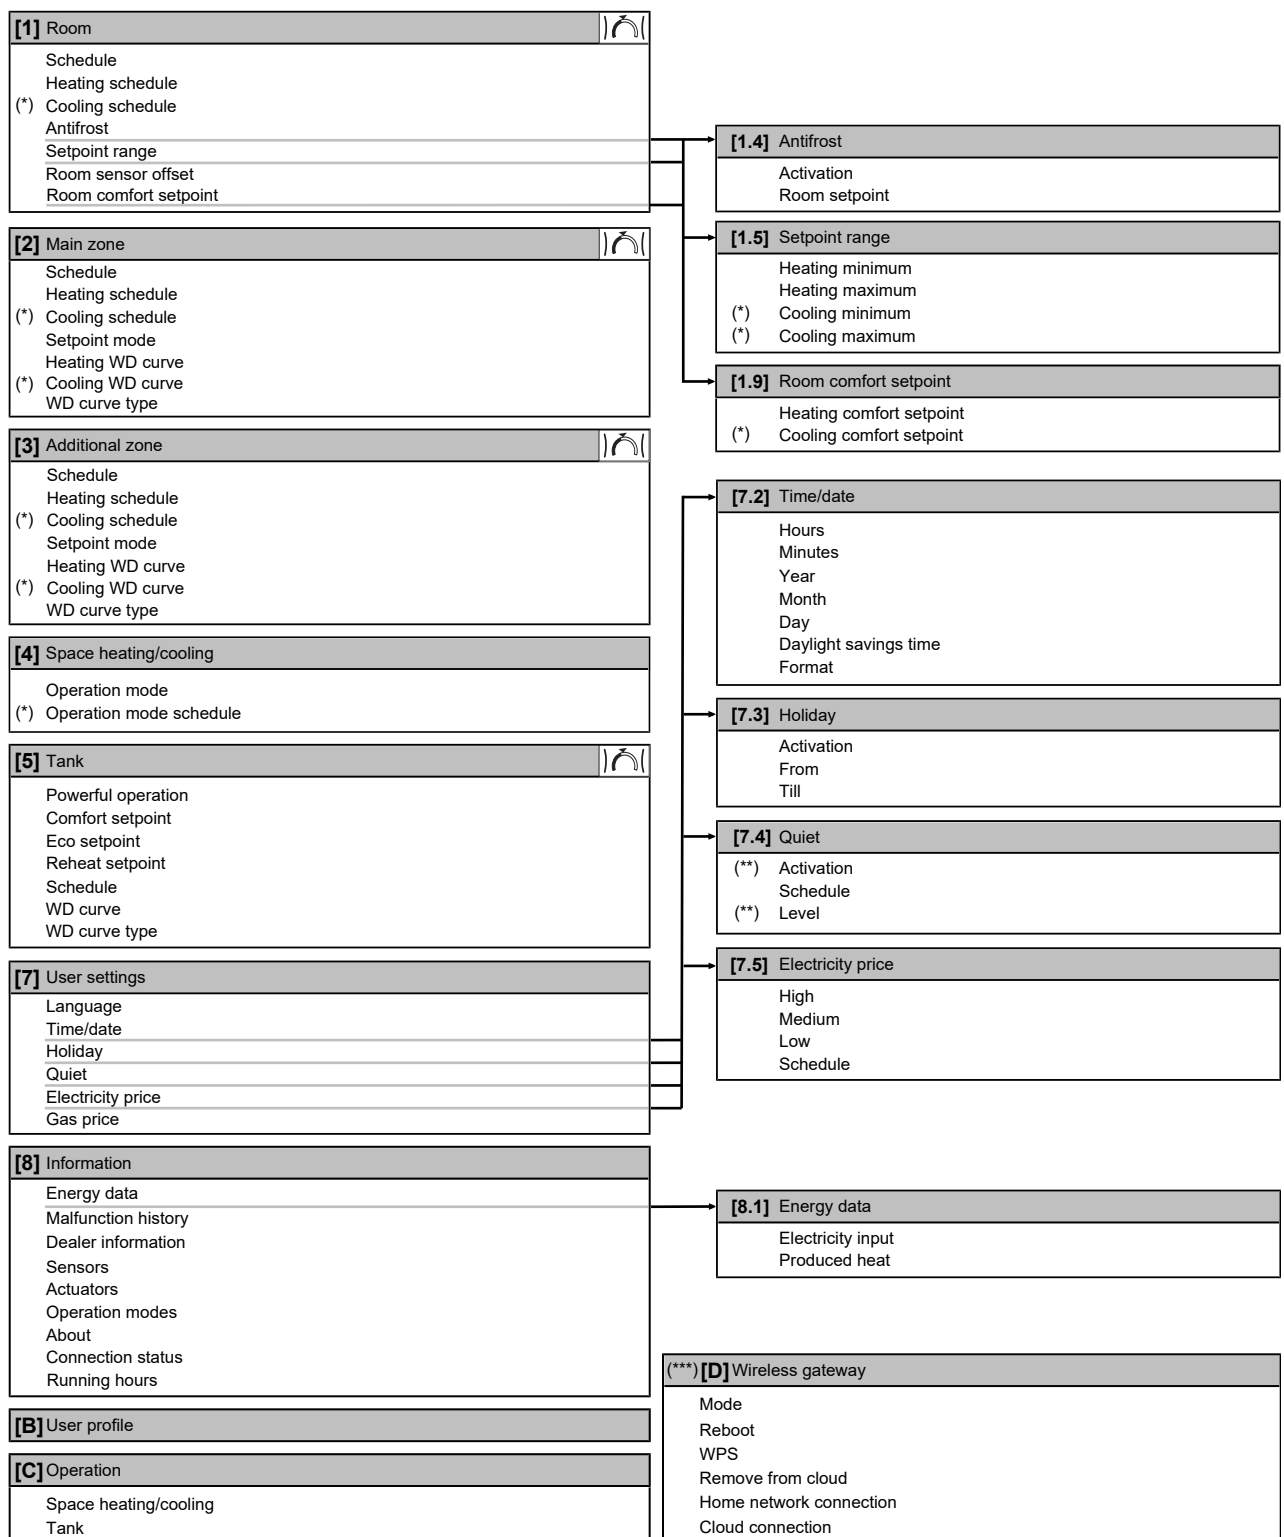 [1] Room
Schedule
Heating schedule
(*) Cooling schedule
Antifrost
Setpoint range
Room sensor offset
Room comfort setpoint
[2] Main zone
Schedule
Heating schedule
(*) Cooling schedule
Setpoint mode
Heating WD curve
(*) Cooling WD curve
WD curve type
[3] Additional zone
Schedule
Heating schedule
(*) Cooling schedule
Setpoint mode
Heating WD curve
(*) Cooling WD curve
WD curve type
[4] Space heating/cooling
Operation mode
(*) Operation mode schedule
[5] Tank
Powerful operation
Comfort setpoint
Eco setpoint
Reheat setpoint
Schedule
WD curve
WD curve type
[7] User settings
Language
Time/date
Holiday
Quiet
Electricity price
Gas price
[8] Information
Energy data
Malfunction history
Dealer information
Sensors
Actuators
Operation modes
About
Connection status
Running hours
[B] User profile
[C] Operation
Space heating/cooling
Tank
[1.4] Antifrost
Activation
Room setpoint
[1.5] Setpoint range
Heating minimum
Heating maximum
(*) Cooling minimum
(*) Cooling maximum
[1.9] Room comfort setpoint
Heating comfort setpoint
(*) Cooling comfort setpoint
[7.2] Time/date
Hours
Minutes
Year
Month
Day
Daylight savings time
Format
[7.3] Holiday
Activation
From
Till
[7.4] Quiet
(**) Activation
Schedule
(**) Level
[7.5] Electricity price
High
Medium
Low
Schedule
[8.1] Energy data
Electricity input
Produced heat
(***) [D] Wireless gateway
Mode
Reboot
WPS
Remove from cloud
Home network connection
Cloud connection